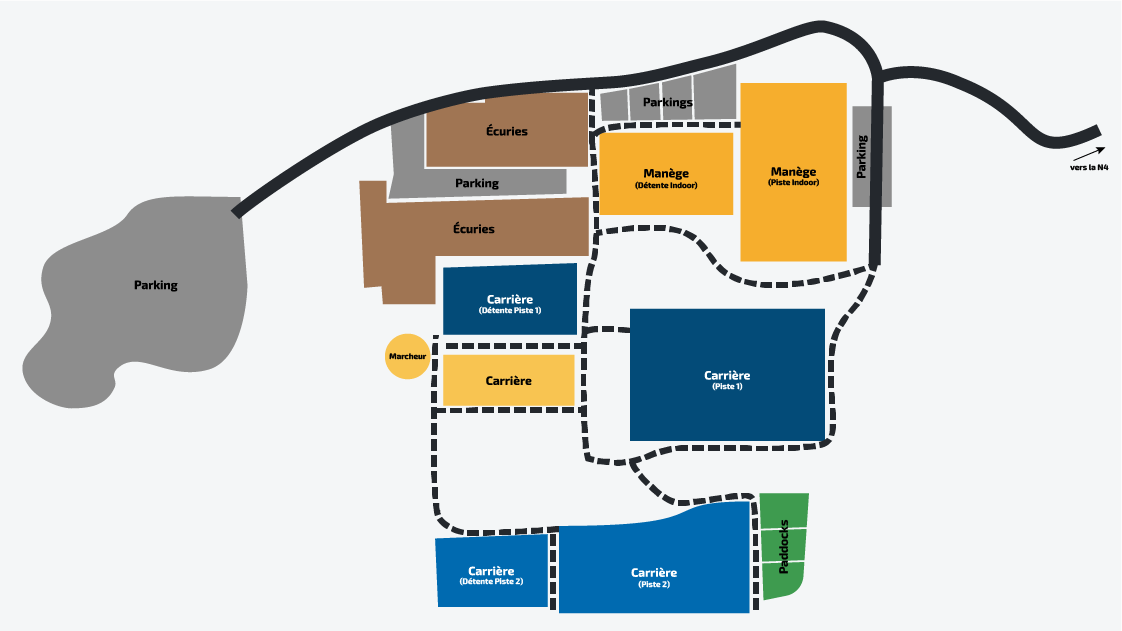 Parkings
Écuries
Parking
vers la N4
Manège
(Détente Indoor)
Manège
(Piste Indoor)
Parking
Écuries
Parking
Carrière
(Détente Piste 1)
Marcheur
Carrière
Carrière
(Piste 1)
Paddocks
Carrière
(Détente Piste 2)
Carrière
(Piste 2)